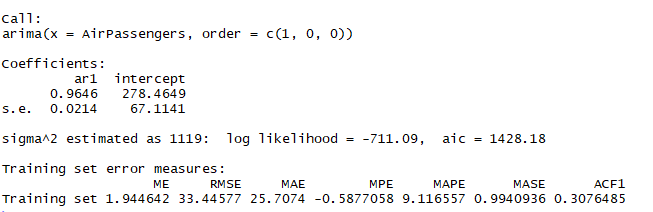 Call:
arima(x = AirPassengers, order = c(1, 0, 0))
Coefficients:
ar1 intercept
0.9646 278.4649
s.e. 0.0214 67.1141
sigma^2 estimated as 1119: log likelihood = -711.09, aic = 1428.18
Training set error measures:
ME RMSE MAE MPE MAPE MASE ACF1
Training set 1.944642 33.44577 25.7074 -0.5877058 9.116557 0.9940936 0.3076485